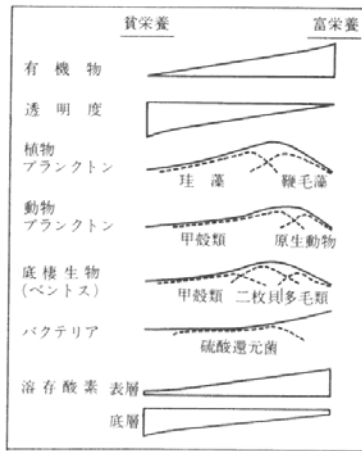 貧栄養 富栄養
有機物
透明度
植物
プランクトン
珪藻 鞭毛藻
動物
プランクトン
甲殻類 原生動物
底棲生物
(ベントス)
甲殻類 二枚貝 多毛類
バクテリア
硫酸還元菌
溶存酸素 表層
底層